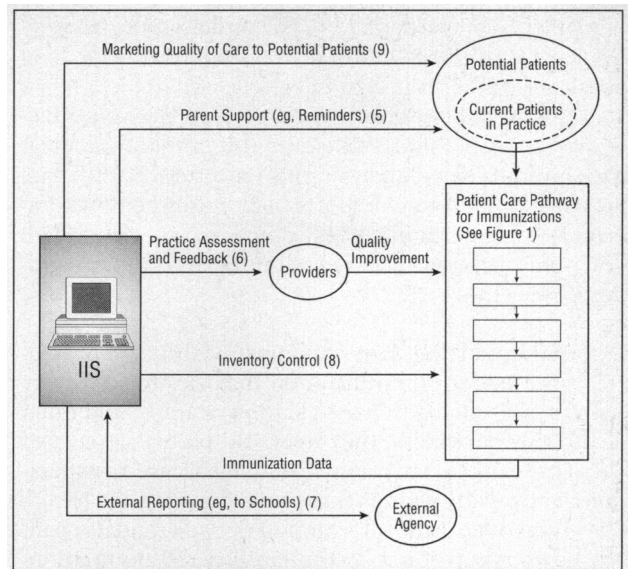 Marketing Quality of Care to Potential Patients (9)
Potential Patients
Current Patients
in Practice
Parent Support (eg, Reminders) (5)
Patient Care Pathway
for Immunizations
(See Figure 1)
Practice Assessment
and Feedback (6)
Providers
Quality
Improvement
IIS
Inventory Control (8)
Immunization Data
External Reporting (eg, to Schools) (7)
External
Agency